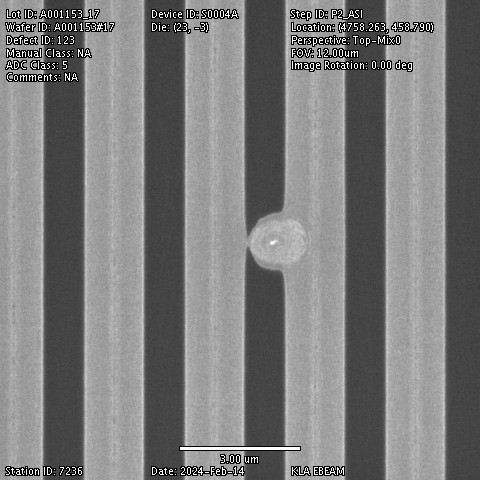 Lot ID: A001153_17 Device ID: S0004A Step ID: P2_ASI
Wafer ID: A001153#17 Die: (23, -3) Location: (4758.263, 458.790)
Defect ID: 123 Perspective: Top-Mix0
Manual Class: NA FOV: 12.00um
ADC Class: 5 Image Rotation: 0.00 deg
Comments: NA
3.00 um
Station ID: 7236 Date: 2024-Feb-14 KLA EBEAM